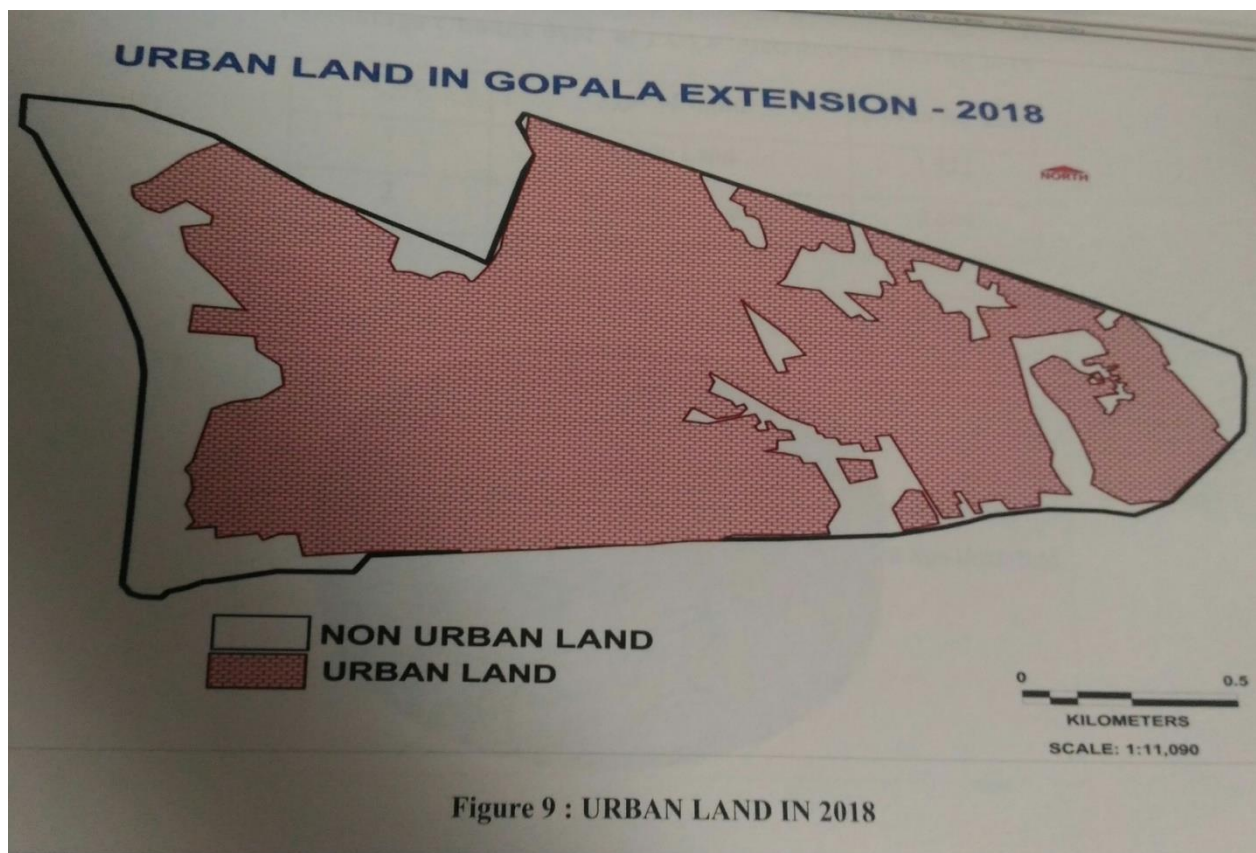 URBAN LAND IN GOPALA EXTENSION - 2018
NORTH
NON URBAN LAND
URBAN LAND
0 0.5
KILOMETERS
SCALE: 1:11,090
Figure 9 : URBAN LAND IN 2018